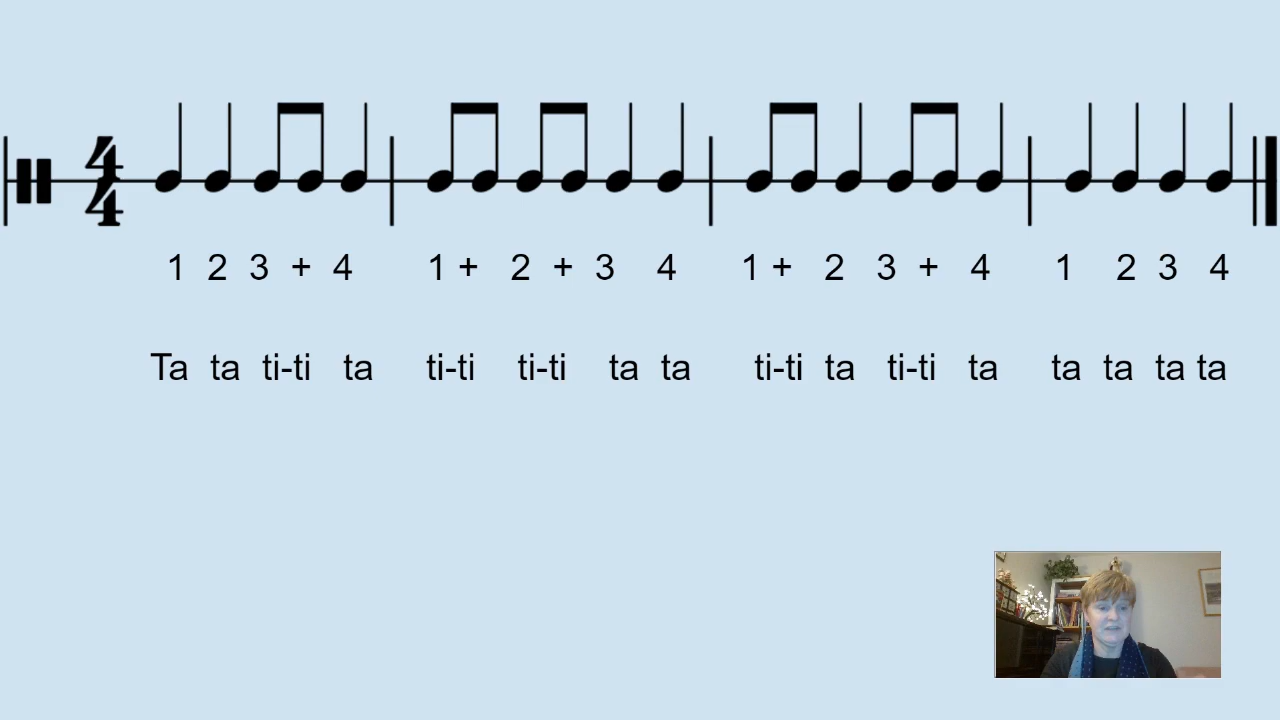 4
4
1 2 3 + 4 1 + 2 + 3 4 1 + 2 3 + 4 1 2 3 4
Ta ta ti-ti ta ti-ti ti-ti ta ta ti-ti ta ti-ti ta ta ta ta ta